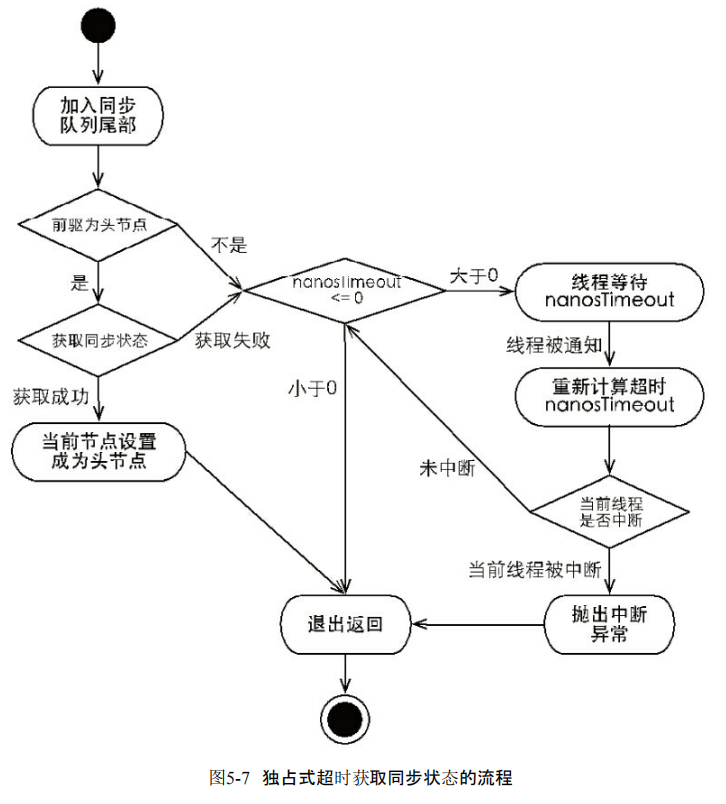 加入同步
队列尾部
前驱为头节点
不是
是
nanosTimeout
<= 0
大于0
线程等待
nanosTimeout
获取同步状态
获取失败
线程被通知
小于0
重新计算超时
nanosTimeout
获取成功
当前节点设置
成为头节点
未中断
当前线程
是否中断
当前线程被中断
退出返回
抛出中断
异常
图5-7 独占式超时获取同步状态的流程